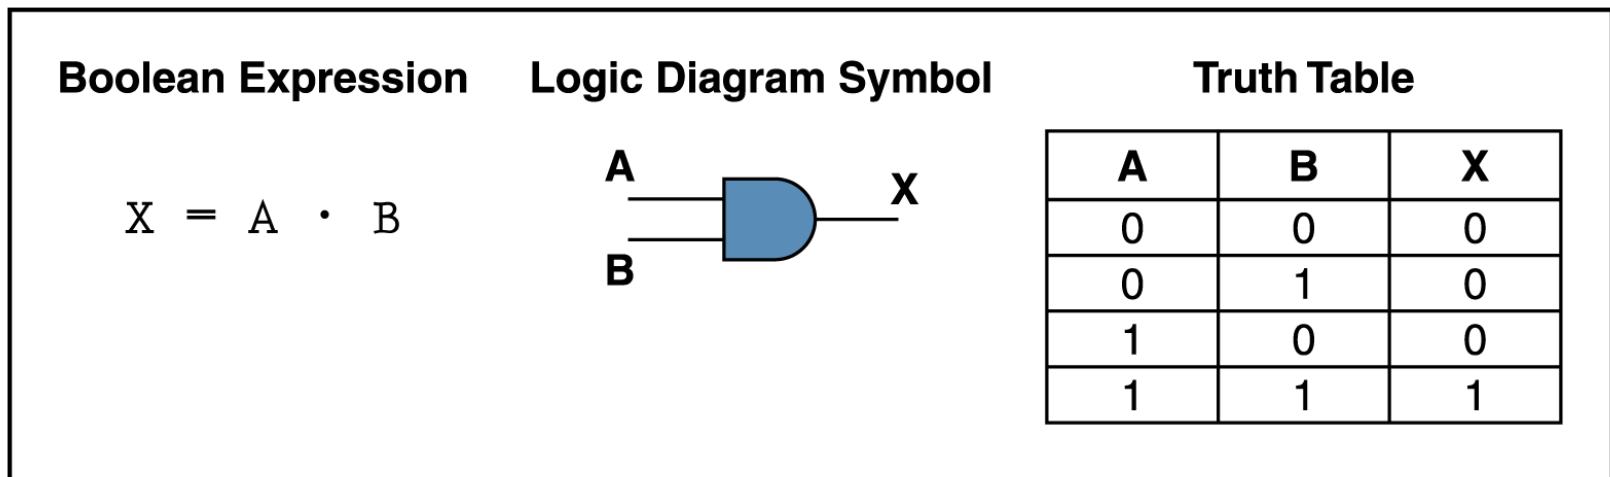 Boolean Expression
Logic Diagram Symbol
Truth Table
X = A · B
A
B
X
A B X
0 0 0
0 1 0
1 0 0
1 1 1